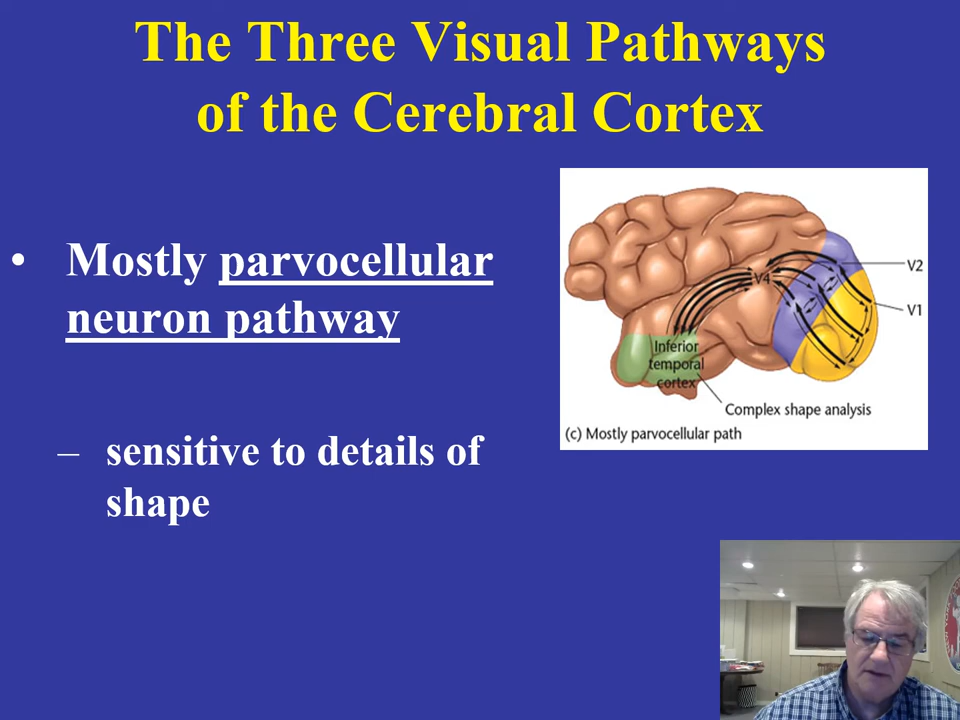 The Three Visual Pathways
of the Cerebral Cortex
• Mostly parvocellular
neuron pathway
– sensitive to details of
shape
V2
V4
V1
Inferior
temporal
cortex
Complex shape analysis
(c) Mostly parvocellular path